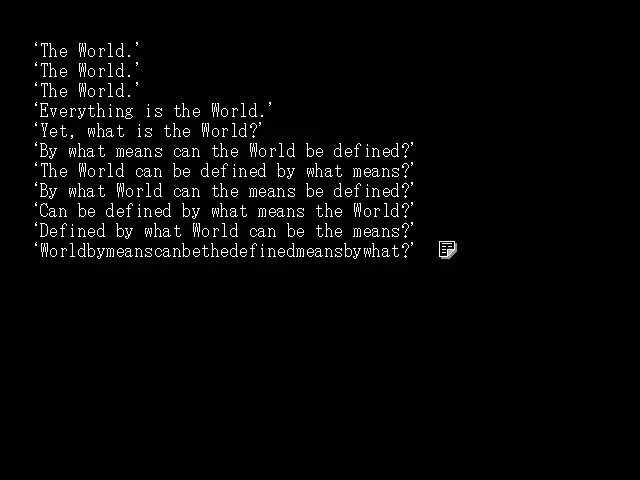 ‘The World.’
‘The World.’
‘The World.’
‘Everything is the World.’
‘Yet, what is the World?’
‘By what means can the World be defined?’
‘The World can be defined by what means?’
‘By what World can the means be defined?’
‘Can be defined by what means the World?’
‘Defined by what World can be the means?’
‘Worldbymeanscanbethedefinedmeansbywhat?’